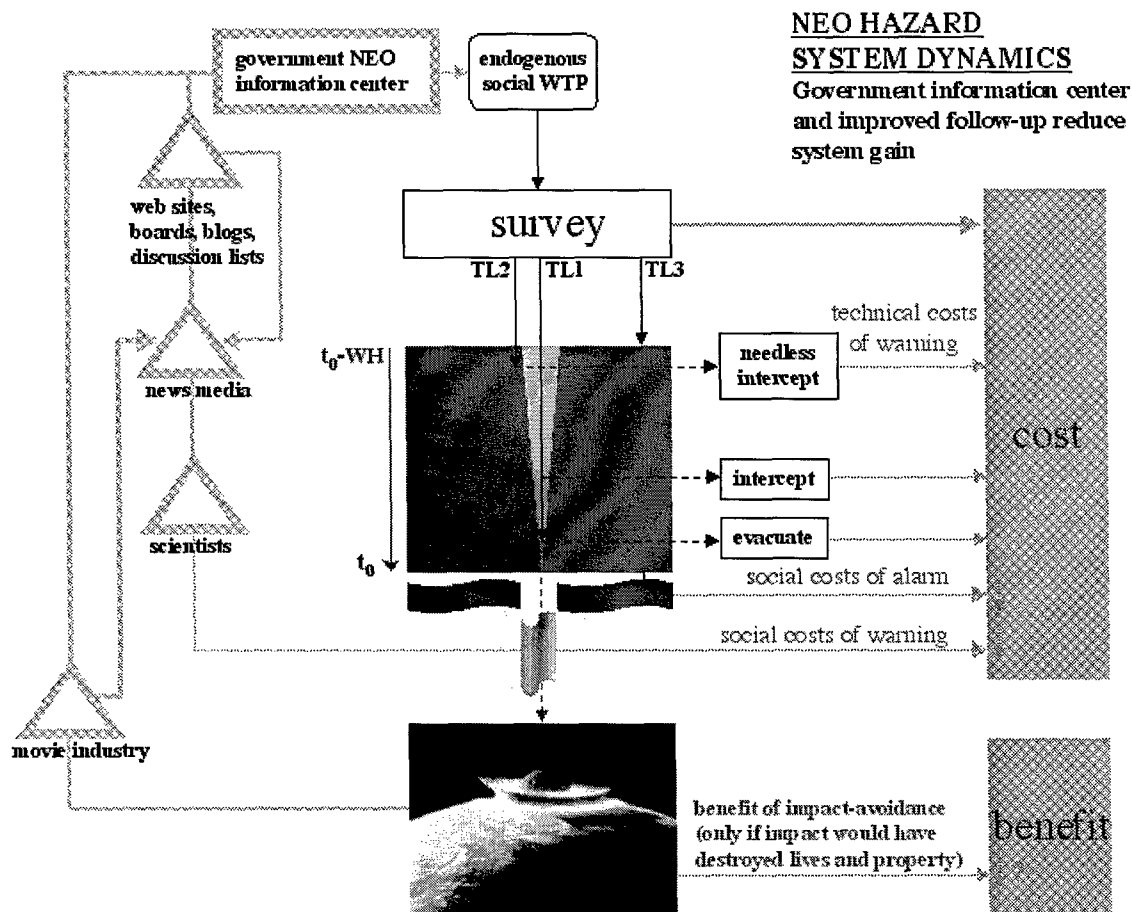 NEO HAZARD
SYSTEM DYNAMICS
Government information center
and improved follow-up reduce
system gain
government NEO
information center
endogenous
social WTP
web sites,
boards, blogs,
discussion lists
survey
TL2
TL1
TL3
technical costs
of warning
t₀-WH
needless
intercept
news media
cost
intercept
scientists
evacuate
t₀
social costs of alarm
social costs of warning
movie industry
benefit of impact-avoidance
(only if impact would have
destroyed lives and property)
benefit